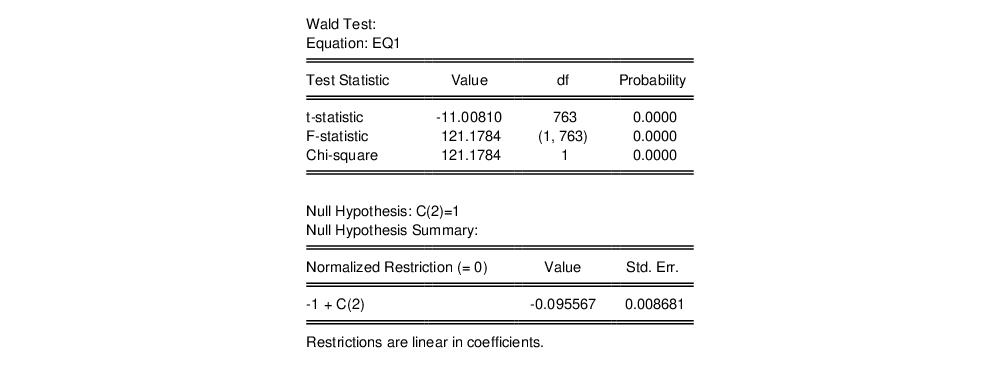 Wald Test:
Equation: EQ1
Test Statistic Value df Probability
t-statistic -11.00810 763 0.0000
F-statistic 121.1784 (1, 763) 0.0000
Chi-square 121.1784 1 0.0000
Null Hypothesis: C(2)=1
Null Hypothesis Summary:
Normalized Restriction (= 0) Value Std. Err.
-1 + C(2) -0.095567 0.008681
Restrictions are linear in coefficients.